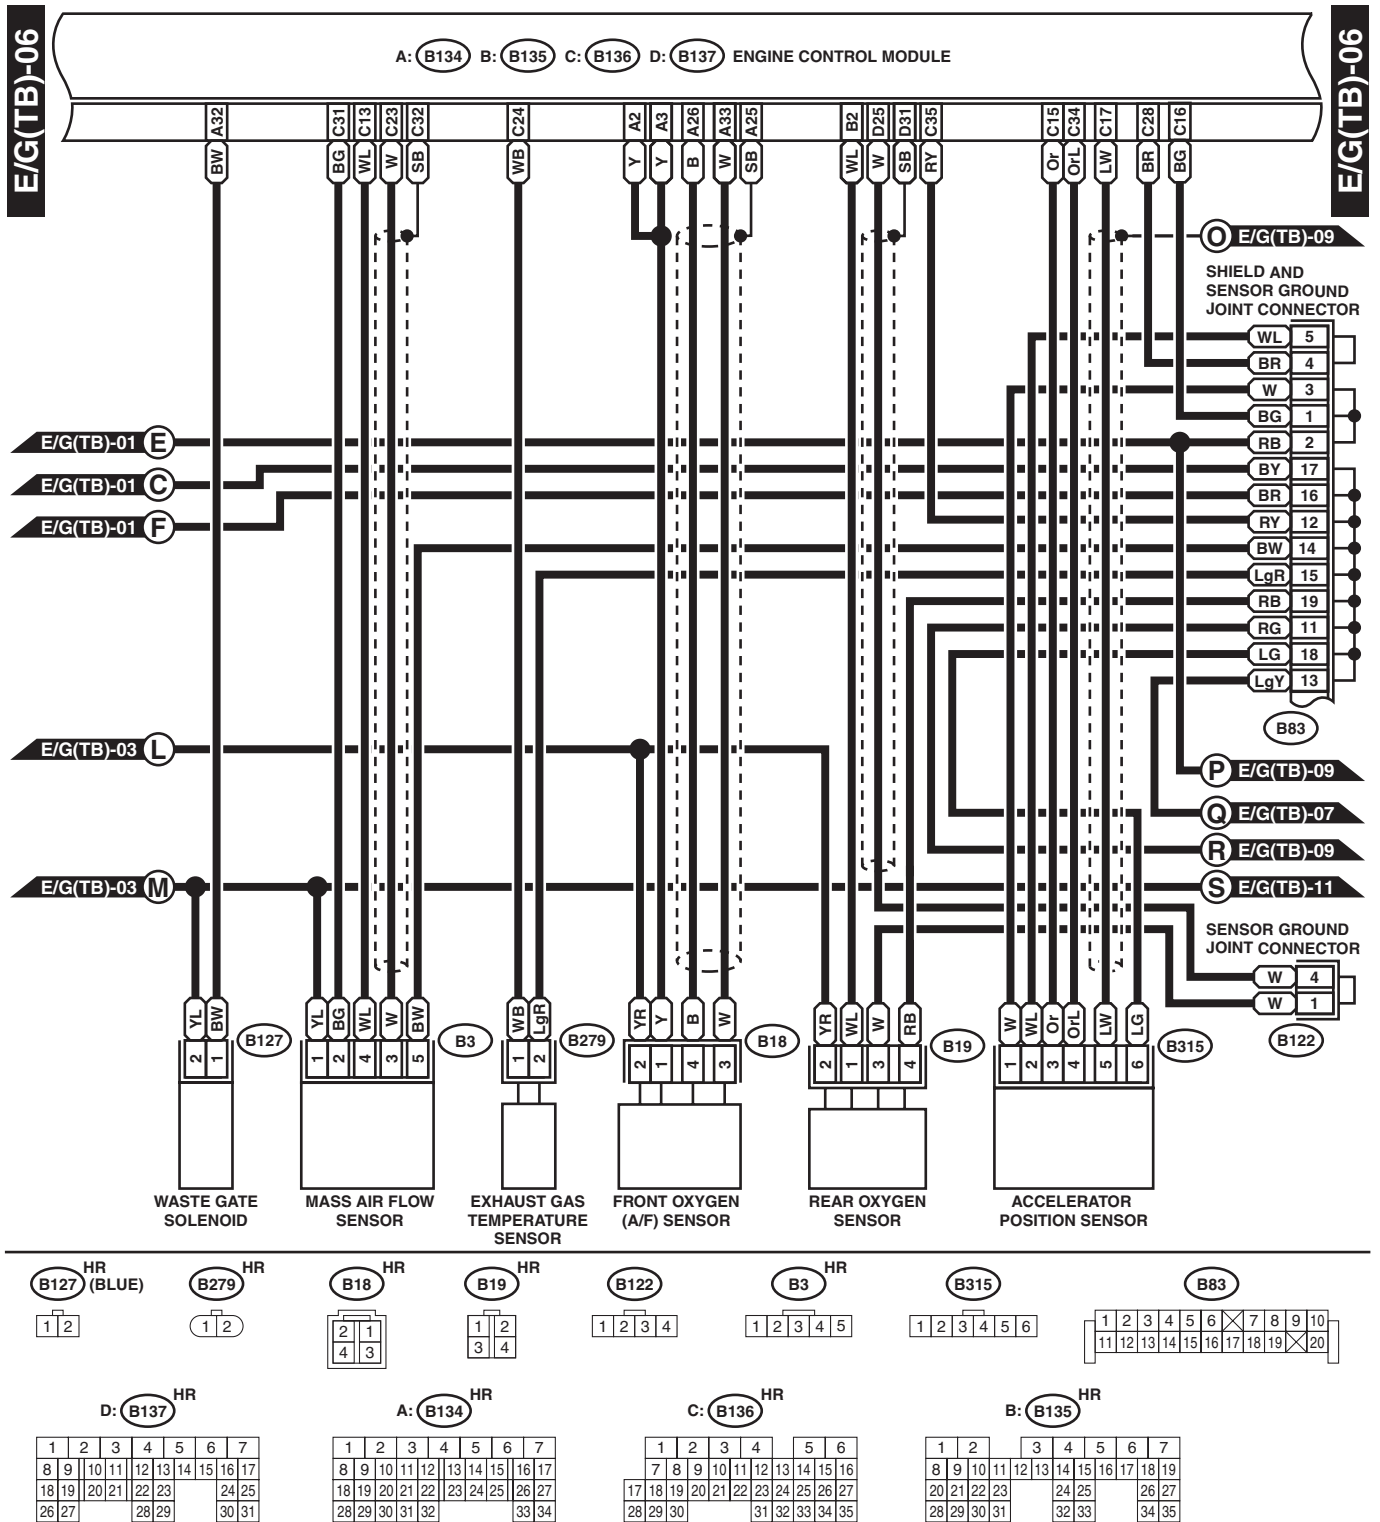 E/G(TB)-06
A: B134 B: B135 C: B136 D: B137 ENGINE CONTROL MODULE
E/G(TB)-06
A32 C31 C13 C23 C32 C24 A2 A3 A26 A33 A25 B2 D25 D31 C35 C15 C34 C17 C28 C16
BW BG WL W SB WB Y Y B W SB WL W SB RY Or OrL LW BR BG
O E/G(TB)-09
SHIELD AND
SENSOR GROUND
JOINT CONNECTOR
WL 5
BR 4
W 3
BG 1
E/G(TB)-01 E
RB 2
BY 17
E/G(TB)-01 C
BR 16
E/G(TB)-01 F
RY 12
BW 14
LgR 15
RB 19
RG 11
LG 18
LgY 13
B83
E/G(TB)-03 L
P E/G(TB)-09
Q E/G(TB)-07
R E/G(TB)-09
E/G(TB)-03 M
S E/G(TB)-11
SENSOR GROUND
JOINT CONNECTOR
W 4
W 1
B122
YL BW YL BG WL W BW WB LgR YR Y B W YR WL W RB W WL Or OrL LW LG
B127 B3 B279 B18 B19 B315
2 1 1 2 4 3 5 1 2 2 1 4 3 2 1 3 4 1 2 3 4 5 6
WASTE GATE
SOLENOID
MASS AIR FLOW
SENSOR
EXHAUST GAS
TEMPERATURE
SENSOR
FRONT OXYGEN
(A/F) SENSOR
REAR OXYGEN
SENSOR
ACCELERATOR
POSITION SENSOR
B127 HR
(BLUE)
1 2
B279 HR
1 2
B18 HR
2 1
4 3
B19 HR
1 2
3 4
B122
1 2 3 4
B3 HR
1 2 3 4 5
B315
1 2 3 4 5 6
B83
1 2 3 4 5 6 7 8 9 10
11 12 13 14 15 16 17 18 19 20
D: B137 HR
1 2 3 4 5 6 7
8 9 10 11 12 13 14 15 16 17
18 19 20 21 22 23 24 25
26 27 28 29 30 31
A: B134 HR
1 2 3 4 5 6 7
8 9 10 11 12 13 14 15 16 17
18 19 20 21 22 23 24 25 26 27
28 29 30 31 32 33 34
C: B136 HR
1 2 3 4 5 6
7 8 9 10 11 12 13 14 15 16
17 18 19 20 21 22 23 24 25 26 27
28 29 30 31 32 33 34 35
B: B135 HR
1 2 3 4 5 6 7
8 9 10 11 12 13 14 15 16 17 18 19
20 21 22 23 24 25 26 27
28 29 30 31 32 33 34 35